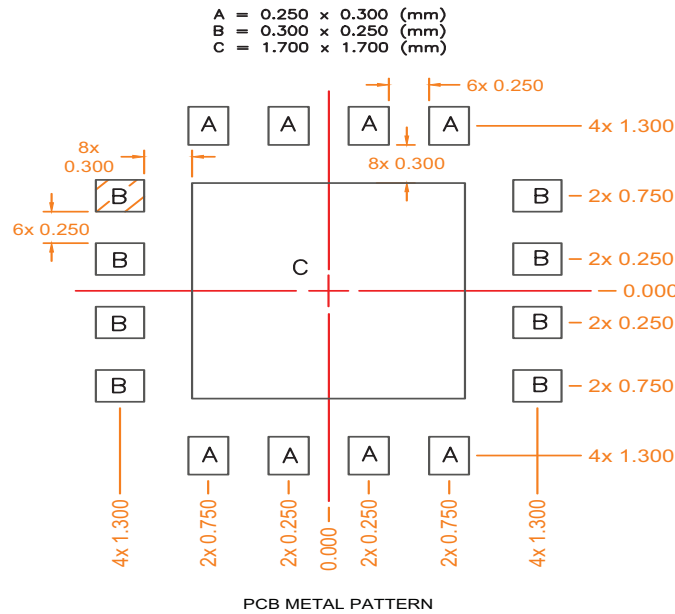 A = 0.250 x 0.300 (mm)
B = 0.300 x 0.250 (mm)
C = 1.700 x 1.700 (mm)
6x 0.250
A A A A
4x 1.300
8x
0.300
8x 0.300
B
B
2x 0.750
6x 0.250
B
B
2x 0.250
C
0.000
B
B
2x 0.250
B
B
2x 0.750
A A A A
4x 1.300
4x 1.300
2x 0.750
2x 0.250
0.000
2x 0.250
2x 0.750
4x 1.300
PCB METAL PATTERN